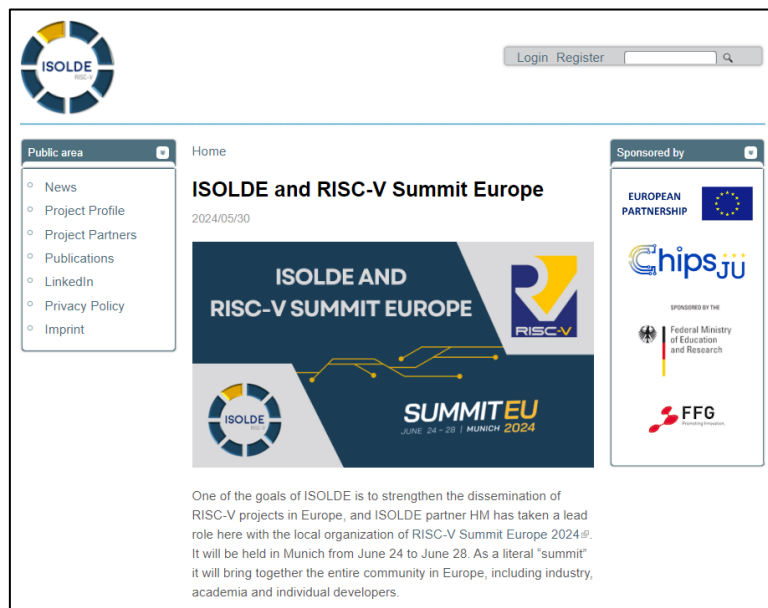 ISOLDE
RISC-V
Login Register
Public area
News
Project Profile
Project Partners
Publications
LinkedIn
Privacy Policy
Imprint
Home
ISOLDE and RISC-V Summit Europe
2024/05/30
ISOLDE AND
RISC-V SUMMIT EUROPE
RISC-V
ISOLDE
RISC-V
SUMMIT EU
JUNE 24 – 28 | MUNICH 2024
One of the goals of ISOLDE is to strengthen the dissemination of
RISC-V projects in Europe, and ISOLDE partner HM has taken a lead
role here with the local organization of RISC-V Summit Europe 2024.
It will be held in Munich from June 24 to June 28. As a literal “summit”
it will bring together the entire community in Europe, including industry,
academia and individual developers.
Sponsored by
EUROPEAN
PARTNERSHIP
Chips JU
SPONSORED BY THE
Federal Ministry
of Education
and Research
FFG
Promoting Innovation.